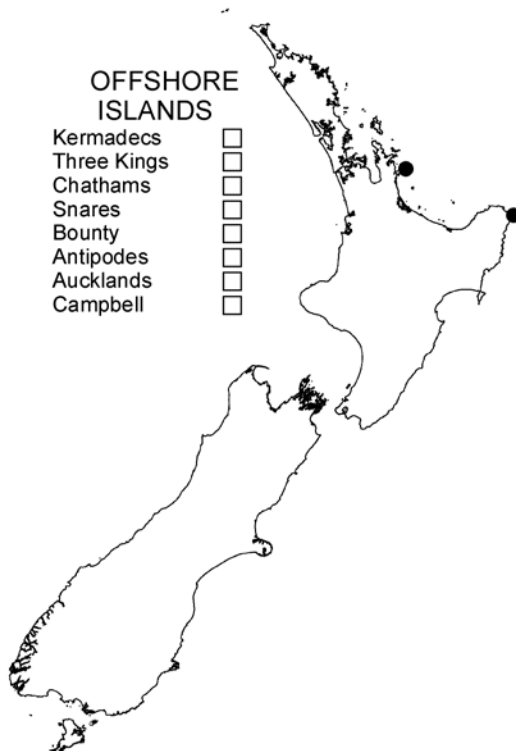 OFFSHORE
ISLANDS
Kermadecs
Three Kings
Chathams
Snares
Bounty
Antipodes
Aucklands
Campbell